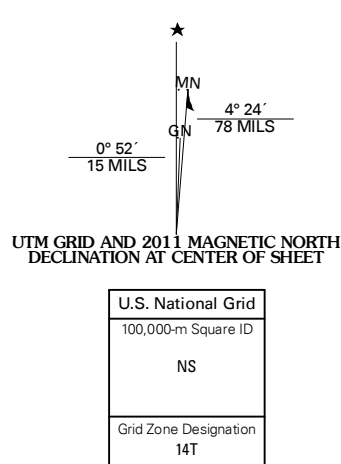 MN
4° 24´
78 MILS
GN
0° 52´
15 MILS
UTM GRID AND 2011 MAGNETIC NORTH
DECLINATION AT CENTER OF SHEET
U.S. National Grid
100,000-m Square ID
NS
Grid Zone Designation
14T